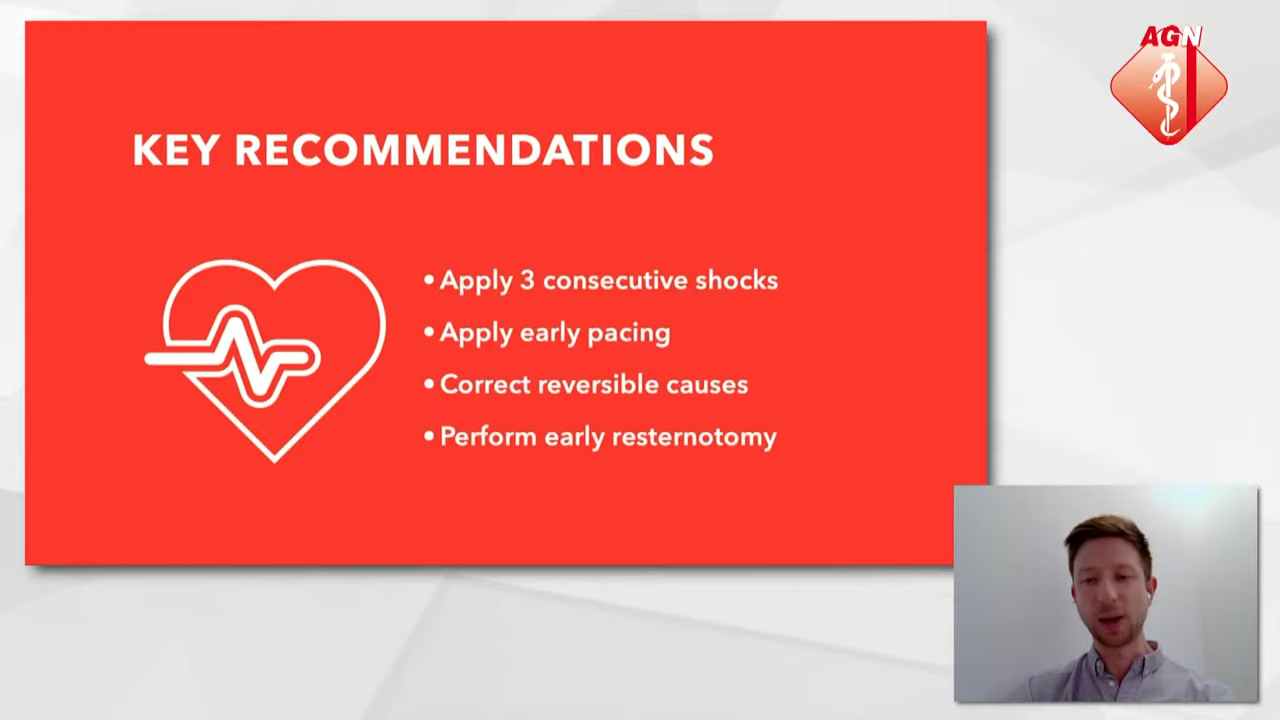 AGN
KEY RECOMMENDATIONS
• Apply 3 consecutive shocks
• Apply early pacing
• Correct reversible causes
• Perform early resternotomy